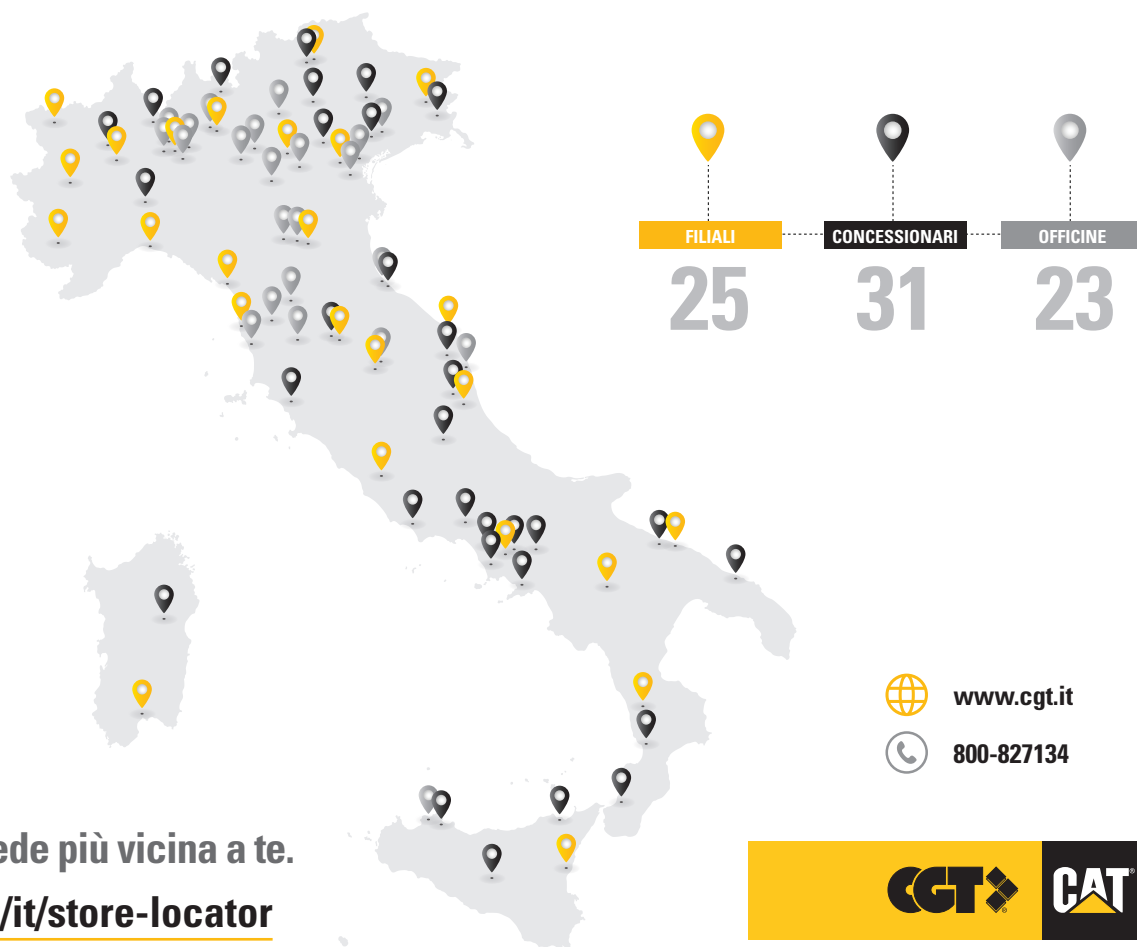 FILIALI
25
CONCESSIONARI
31
OFFICINE
23
www.cgt.it
800-827134
ede più vicina a te.
/it/store-locator
CGT
CAT